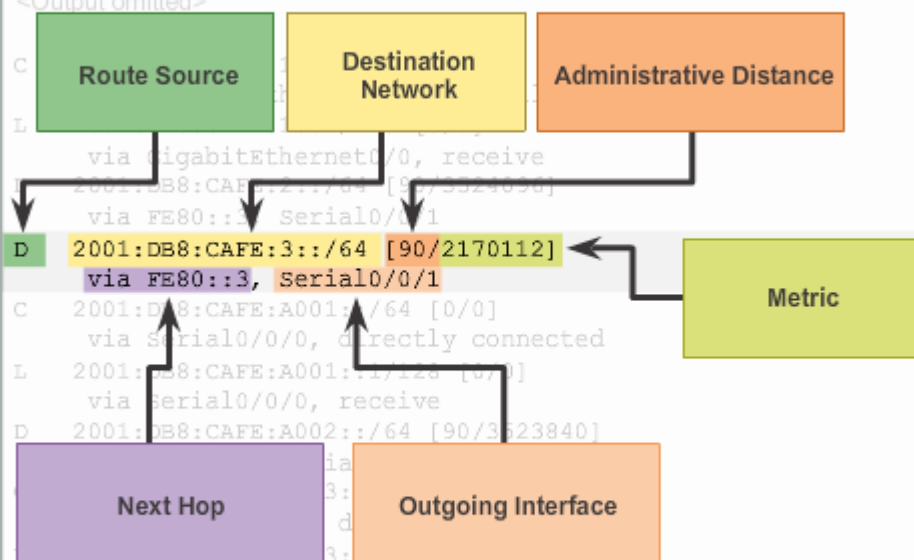 <Output omitted>
Route Source
Destination
Network
Administrative Distance
C
L
via GigabitEthernet0/0, receive
2001:DB8:CAFE:2::/64 [90/3524096]
via FE80::3, Serial0/0/1
D 2001:DB8:CAFE:3::/64 [90/2170112]
via FE80::3, Serial0/0/1
Metric
C 2001:DB8:CAFE:A001::/64 [0/0]
via Serial0/0/0, directly connected
L 2001:DB8:CAFE:A001::1/128 [0/0]
via Serial0/0/0, receive
D 2001:DB8:CAFE:A002::/64 [90/3523840]
Next Hop
Outgoing Interface